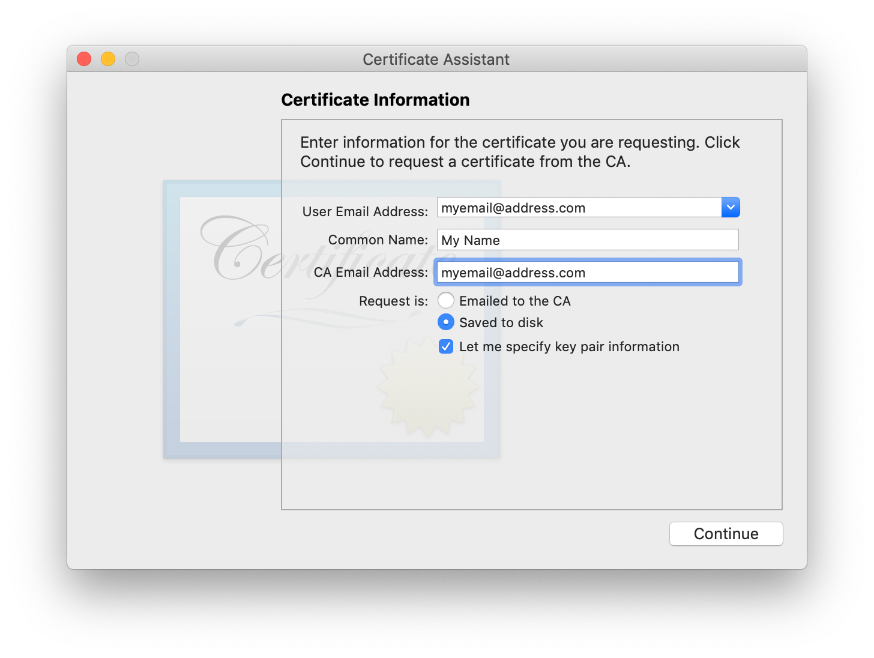 Certificate Assistant
Certificate Information
Enter information for the certificate you are requesting. Click
Continue to request a certificate from the CA.
Certificate
User Email Address: myemail@address.com
Common Name: My Name
CA Email Address: myemail@address.com
Request is: Emailed to the CA
Saved to disk
Let me specify key pair information
Continue